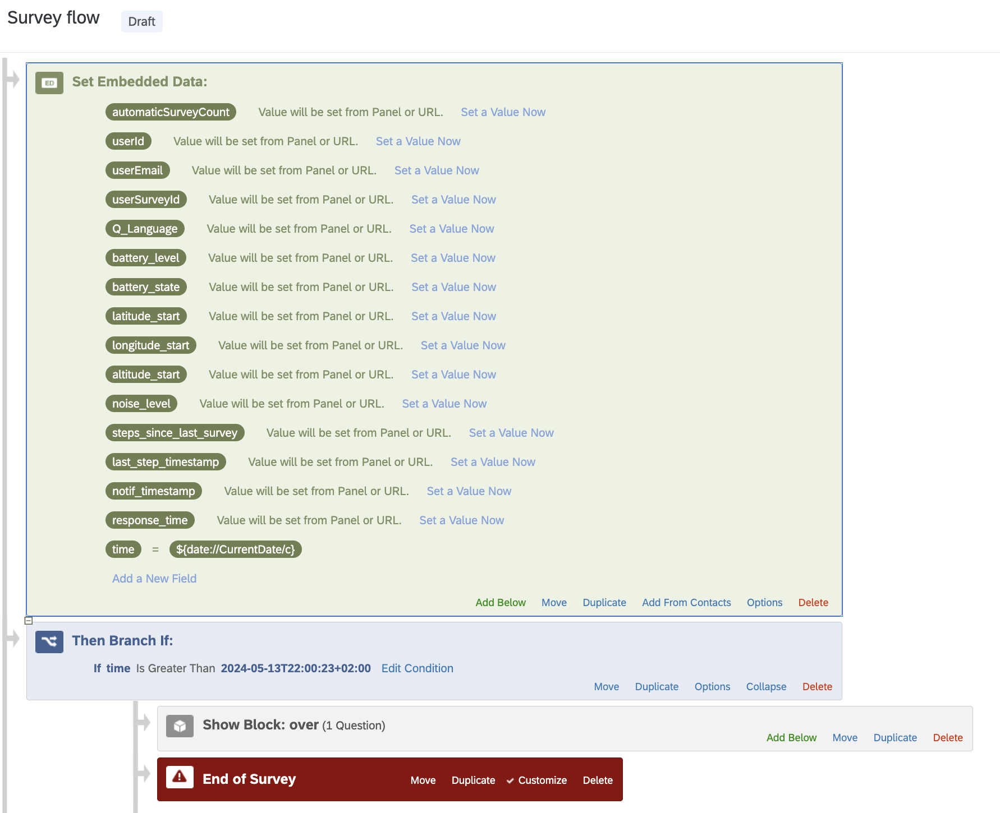 Survey flow Draft
ED Set Embedded Data:
automaticSurveyCount Value will be set from Panel or URL. Set a Value Now
userId Value will be set from Panel or URL. Set a Value Now
userEmail Value will be set from Panel or URL. Set a Value Now
userSurveyId Value will be set from Panel or URL. Set a Value Now
Q_Language Value will be set from Panel or URL. Set a Value Now
battery_level Value will be set from Panel or URL. Set a Value Now
battery_state Value will be set from Panel or URL. Set a Value Now
latitude_start Value will be set from Panel or URL. Set a Value Now
longitude_start Value will be set from Panel or URL. Set a Value Now
altitude_start Value will be set from Panel or URL. Set a Value Now
noise_level Value will be set from Panel or URL. Set a Value Now
steps_since_last_survey Value will be set from Panel or URL. Set a Value Now
last_step_timestamp Value will be set from Panel or URL. Set a Value Now
notif_timestamp Value will be set from Panel or URL. Set a Value Now
response_time Value will be set from Panel or URL. Set a Value Now
time = ${date://CurrentDate/c}
Add a New Field
Add Below Move Duplicate Add From Contacts Options Delete
Then Branch If:
If time Is Greater Than 2024-05-13T22:00:23+02:00 Edit Condition
Move Duplicate Options Collapse Delete
Show Block: over (1 Question)
Add Below Move Duplicate Delete
End of Survey Move Duplicate Customize Delete